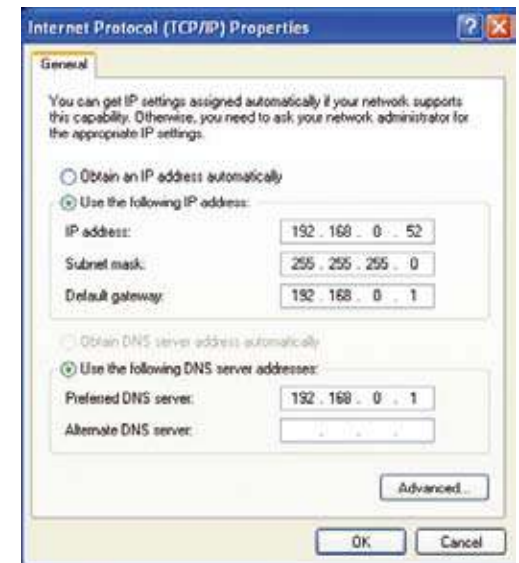 Internet Protocol (TCP/IP) Properties
General
You can get IP settings assigned automatically if your network supports
this capability. Otherwise, you need to ask your network administrator for
the appropriate IP settings.
Obtain an IP address automatically
Use the following IP address:
IP address: 192 . 168 . 0 . 52
Subnet mask: 255 . 255 . 255 . 0
Default gateway: 192 . 168 . 0 . 1
Obtain DNS server address automatically
Use the following DNS server addresses:
Preferred DNS server: 192 . 168 . 0 . 1
Alternate DNS server: . . .
Advanced...
OK Cancel